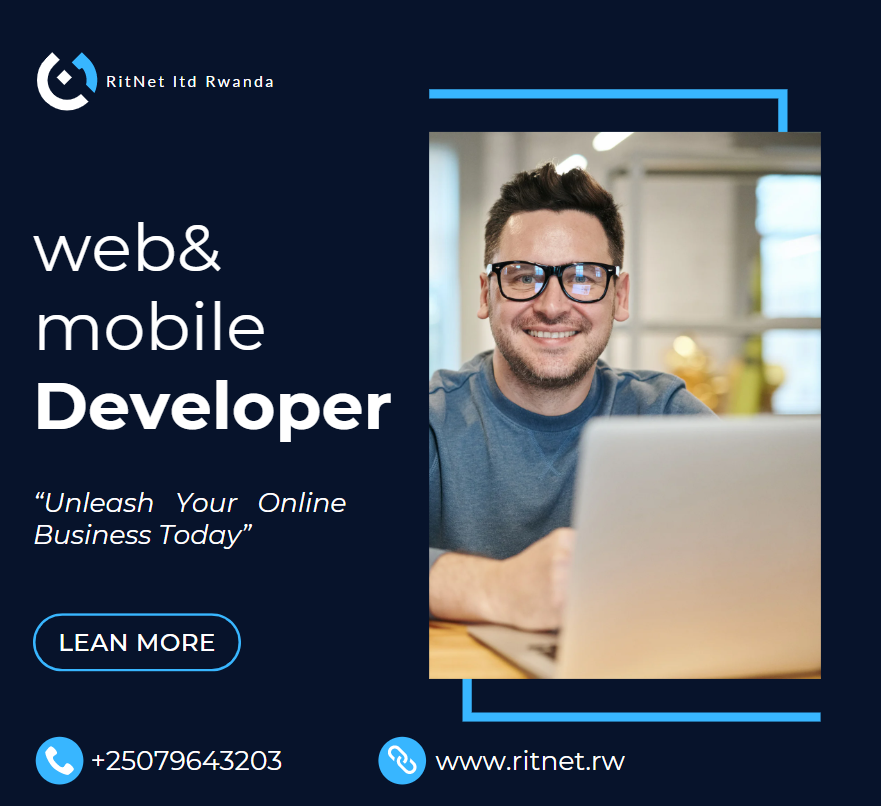 RitNet ltd Rwanda
web&
mobile
Developer
“Unleash Your Online
Business Today”
LEAN MORE
+25079643203
www.ritnet.rw